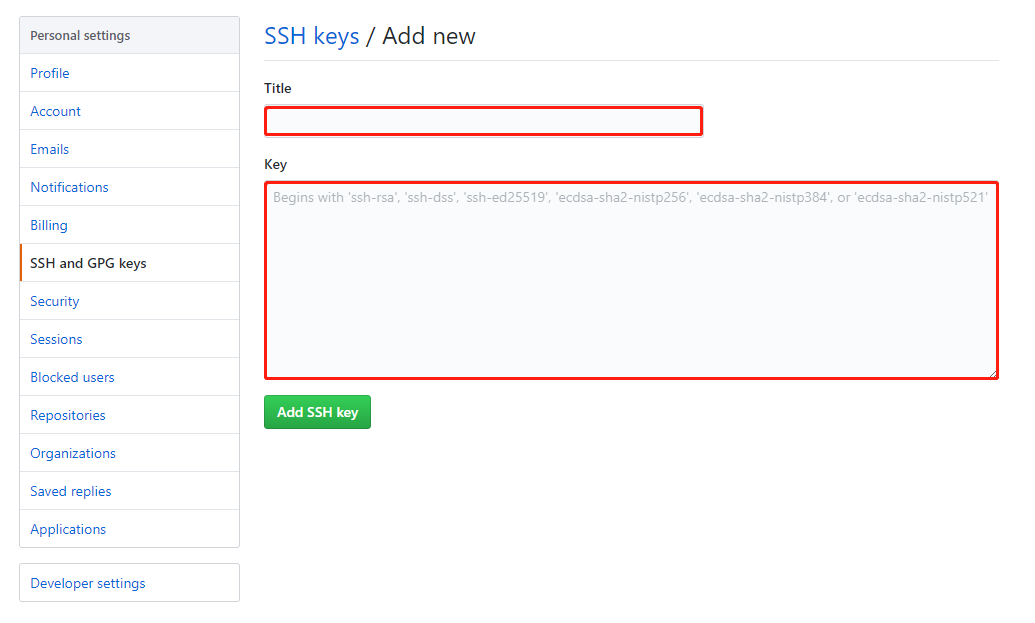 Personal settings
Profile
Account
Emails
Notifications
Billing
SSH and GPG keys
Security
Sessions
Blocked users
Repositories
Organizations
Saved replies
Applications
Developer settings
SSH keys / Add new
Title
Key
Begins with 'ssh-rsa', 'ssh-dss', 'ssh-ed25519', 'ecdsa-sha2-nistp256', 'ecdsa-sha2-nistp384', or 'ecdsa-sha2-nistp521'
Add SSH key